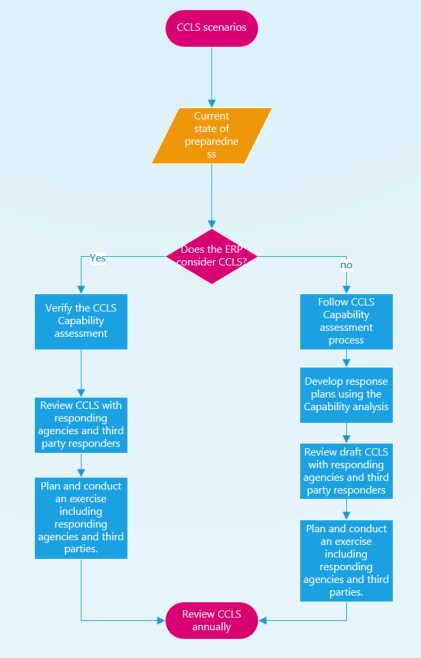 CCLS scenarios
Current
state of
preparedne
ss
Does the ERP
consider CCLS?
Yes
no
Verify the CCLS
Capability
assessment
Review CCLS with
responding
agencies and third
party responders
Plan and conduct
an exercise
including
responding
agencies and third
parties.
Follow CCLS
Capability
assessment
process
Develop response
plans using the
Capability analysis
Review draft CCLS
with responding
agencies and third
party responders
Plan and conduct
an exercise
including
responding
agencies and third
parties.
Review CCLS
annually